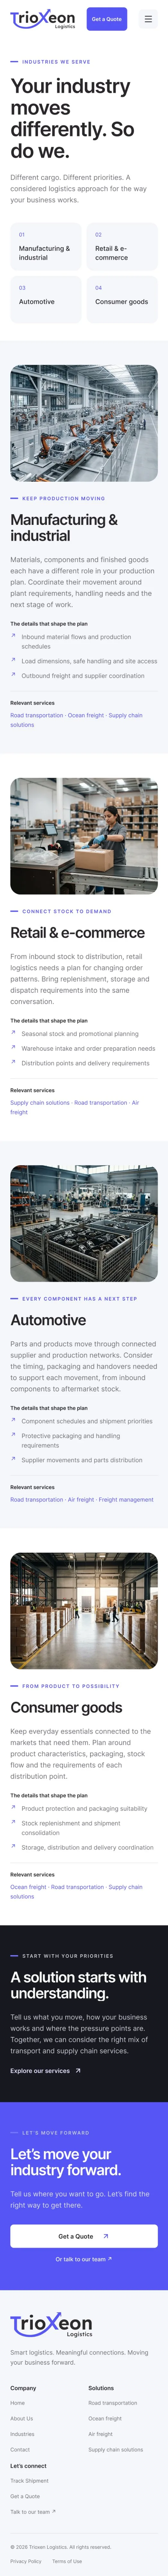 TrioXeon
Logistics
Get a Quote
INDUSTRIES WE SERVE
Your industry
moves
differently. So
do we.
Different cargo. Different priorities. A
considered logistics approach for the way
your business works.
01
Manufacturing &
industrial
02
Retail & e-
commerce
03
Automotive
04
Consumer goods
KEEP PRODUCTION MOVING
Manufacturing &
industrial
Materials, components and finished goods
each have a different role in your production
plan. Coordinate their movement around
plant requirements, handling needs and the
next stage of work.
The details that shape the plan
↗ Inbound material flows and production
schedules
↗ Load dimensions, safe handling and site access
↗ Outbound freight and supplier coordination
Relevant services
Road transportation · Ocean freight · Supply chain
solutions
CONNECT STOCK TO DEMAND
Retail & e-commerce
From inbound stock to distribution, retail
logistics needs a plan for changing order
patterns. Bring replenishment, storage and
dispatch requirements into the same
conversation.
The details that shape the plan
↗ Seasonal stock and promotional planning
↗ Warehouse intake and order preparation needs
↗ Distribution points and delivery requirements
Relevant services
Supply chain solutions · Road transportation · Air
freight
EVERY COMPONENT HAS A NEXT STEP
Automotive
Parts and products move through connected
supplier and production networks. Consider
the timing, packaging and handovers needed
to support each movement, from inbound
components to aftermarket stock.
The details that shape the plan
↗ Component schedules and shipment priorities
↗ Protective packaging and handling
requirements
↗ Supplier movements and parts distribution
Relevant services
Road transportation · Air freight · Freight management
FROM PRODUCT TO POSSIBILITY
Consumer goods
Keep everyday essentials connected to the
markets that need them. Plan around
product characteristics, packaging, stock
flow and the requirements of each
distribution point.
The details that shape the plan
↗ Product protection and packaging suitability
↗ Stock replenishment and shipment
consolidation
↗ Storage, distribution and delivery coordination
Relevant services
Ocean freight · Road transportation · Supply chain
solutions
START WITH YOUR PRIORITIES
A solution starts with
understanding.
Tell us what you move, how your business
works and where the pressure points are.
Together, we can consider the right mix of
transport and supply chain services.
Explore our services ↗
LET'S MOVE FORWARD
Let's move your
industry forward.
Tell us where you want to go. Let's find the
right way to get there.
Get a Quote ↗
Or talk to our team ↗
TrioXeon
Logistics
Smart logistics. Meaningful connections. Moving
your business forward.
Company
Home
About Us
Industries
Contact
Solutions
Road transportation
Ocean freight
Air freight
Supply chain solutions
Let's connect
Track Shipment
Get a Quote
Talk to our team ↗
© 2026 Trioxen Logistics. All rights reserved.
Privacy Policy Terms of Use